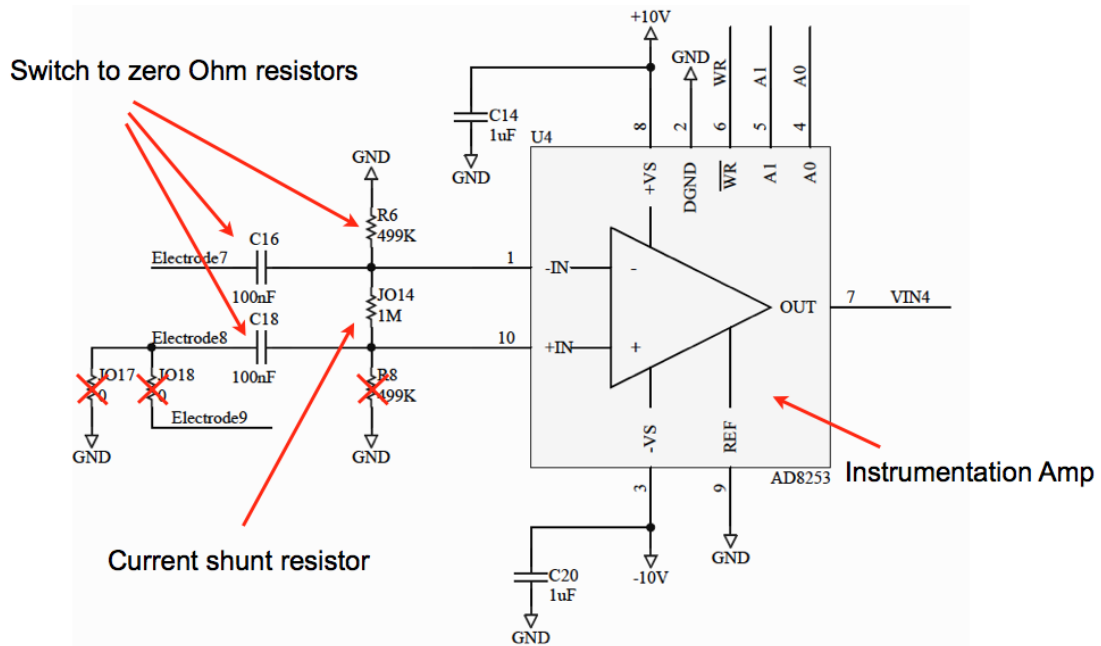 +10V
Switch to zero Ohm resistors
GND
WR
A1
A0
C14
1uF
GND
8
2
6
5
4
U4
GND
+VS
DGND
WR
A1
A0
R6
499K
C16
Electrode7
1
-IN
-
100nF
JO14
1M
OUT
7
VIN4
C18
Electrode8
10
+IN
+
100nF
JO17
0
JO18
0
R8
499K
Electrode9
GND
GND
-VS
REF
AD8253
Instrumentation Amp
3
9
Current shunt resistor
GND
C20
1uF
-10V
GND